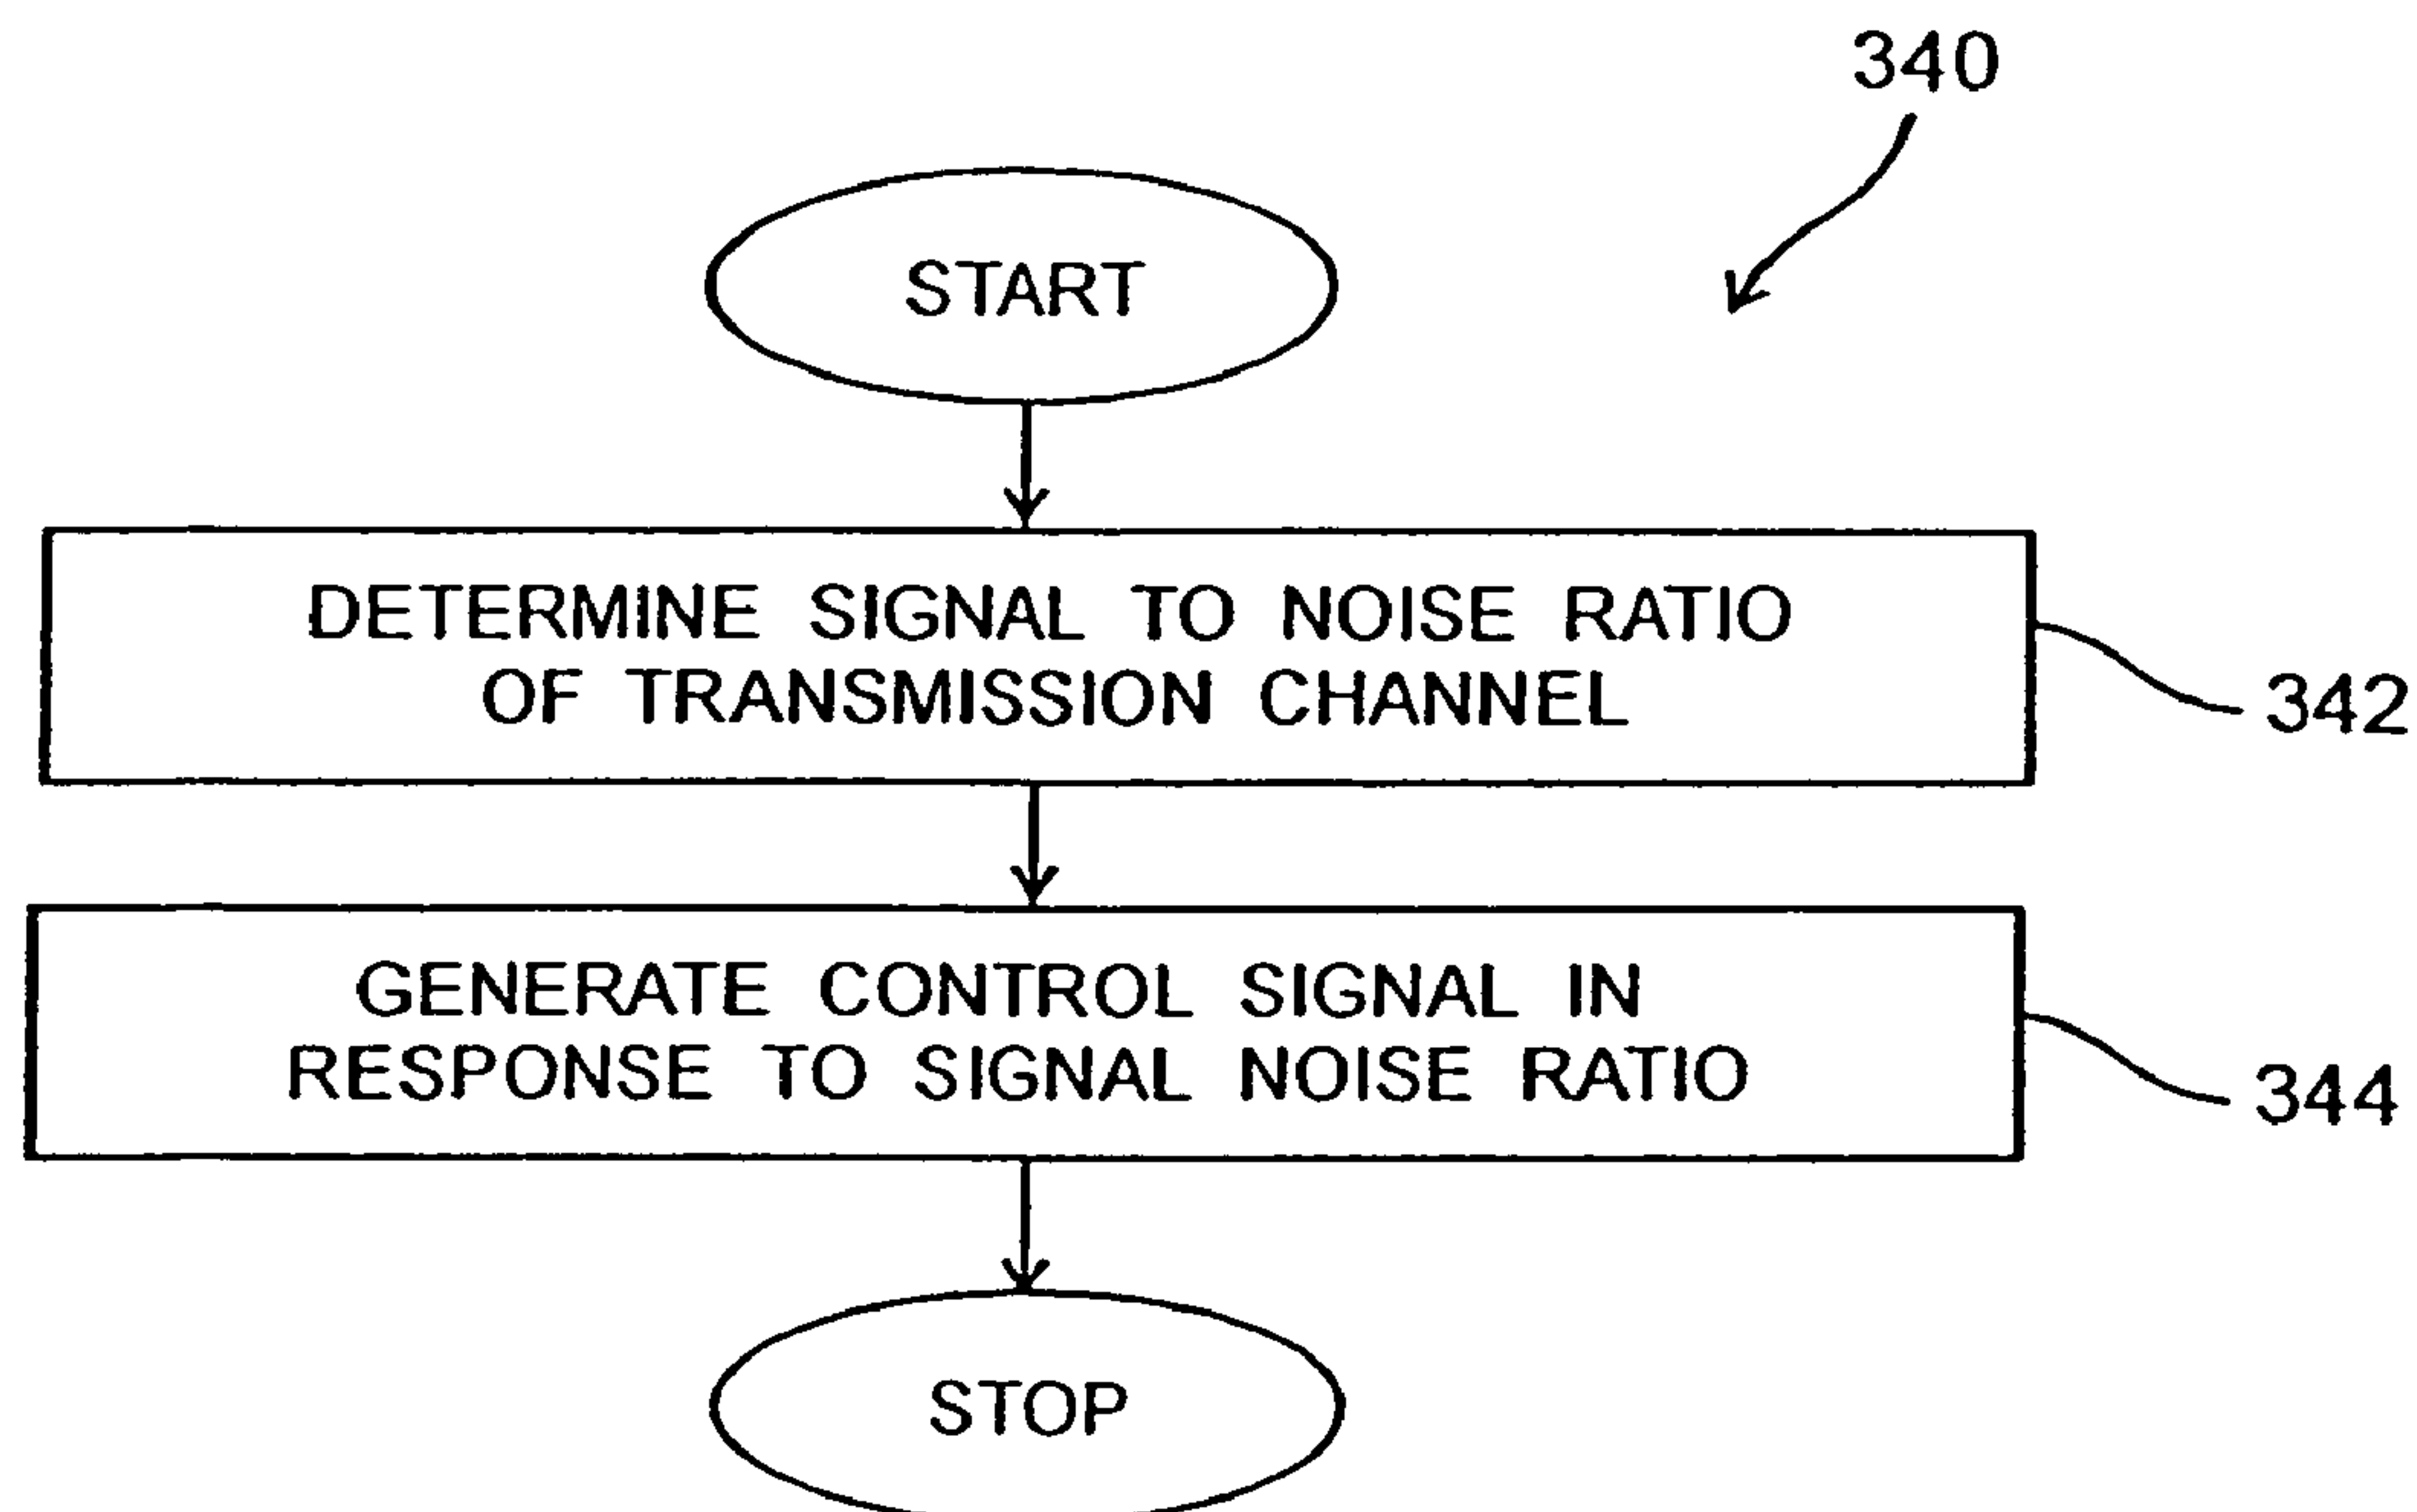 340
START
DETERMINE SIGNAL TO NOISE RATIO
OF TRANSMISSION CHANNEL
342
GENERATE CONTROL SIGNAL IN
RESPONSE TO SIGNAL NOISE RATIO
344
STOP